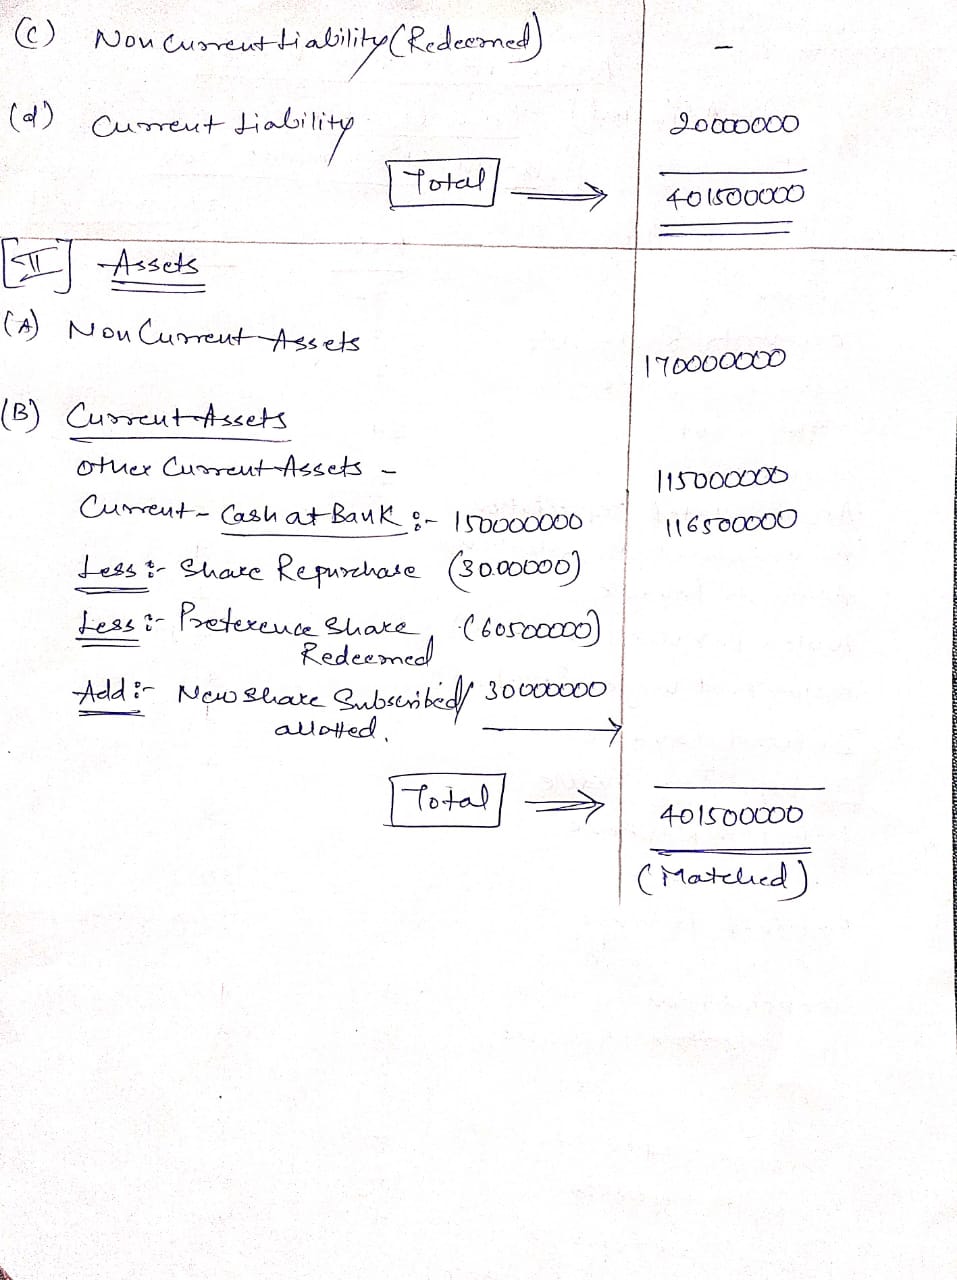 (C) Non Current Liability (Redeemed) –
(d) Current Liability 20000000
Total → 401500000
[II] Assets
(A) Non Current Assets
170000000
(B) Current Assets
Other Current Assets - 115000000
Current - Cash at Bank :- 150000000 116500000
Less :- Share Repurchase (30.00000)
Less :- Preference Share (60500000)
Redeemed
Add :- New Share Subscribed/ 30000000
allotted. →
Total → 401500000
(Matched)